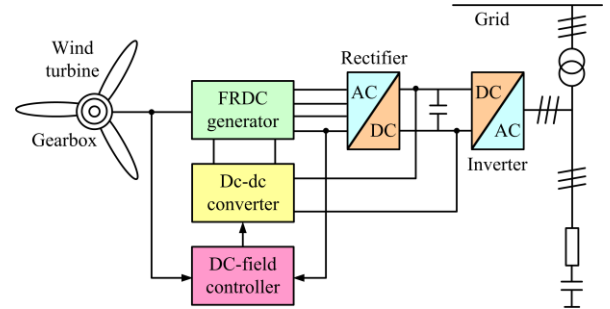 Grid
Wind
turbine
Gearbox
FRDC
generator
Rectifier
AC
DC
DC
AC
Inverter
Dc-dc
converter
DC-field
controller